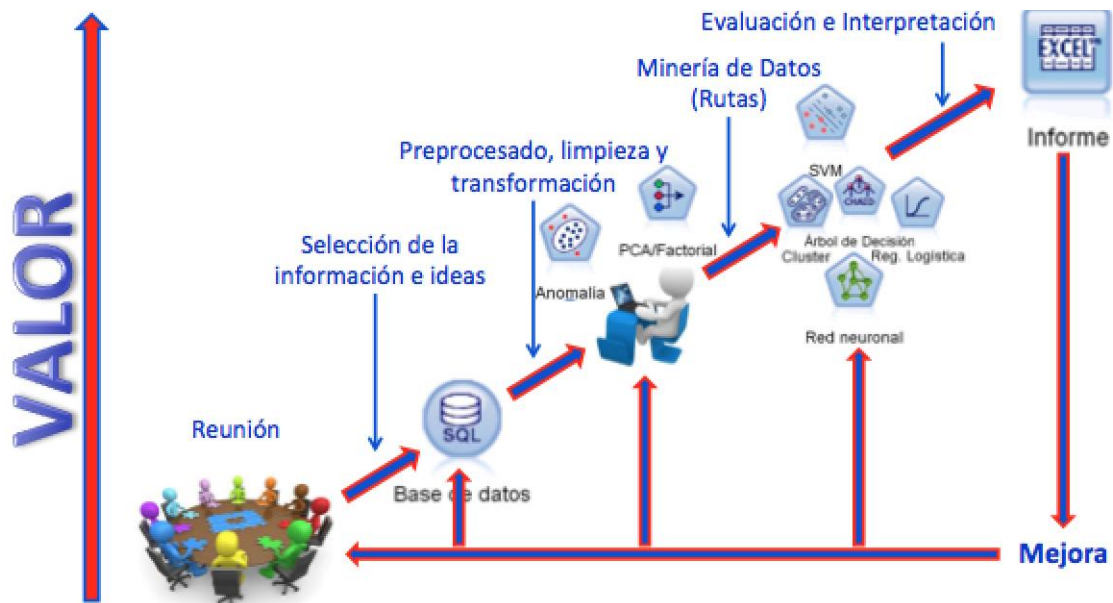 VALOR
Evaluación e Interpretación
EXCEL
Informe
Minería de Datos
(Rutas)
SVM
CHAID
Árbol de Decisión
Cluster
Reg. Logística
Red neuronal
Preprocesado, limpieza y
transformación
PCA/Factorial
Anomalia
Selección de la
información e ideas
SQL
Base de datos
Reunión
Mejora